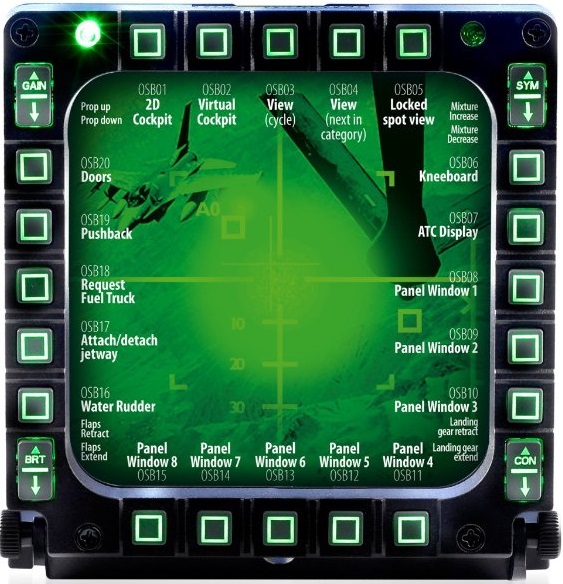 GAIN
SYM
Prop up
Prop down
OSB01
2D
Cockpit
OSB02
Virtual
Cockpit
OSB03
View
(cycle)
OSB04
View
(next in
category)
OSB05
Locked
spot view
Mixture
Increase
Mixture
Decrease
OSB20
Doors
OSB06
Kneeboard
A0
OSB19
Pushback
OSB07
ATC Display
OSB18
Request
Fuel Truck
OSB08
Panel Window 1
10
OSB17
Attach/detach
jetway
OSB09
Panel Window 2
20
OSB16
Water Rudder
30
OSB10
Panel Window 3
Flaps
Retract
Flaps
Extend
Landing
gear retract
Landing gear
extend
BRT
CON
Panel
Window 8
OSB15
Panel
Window 7
OSB14
Panel
Window 6
OSB13
Panel
Window 5
OSB12
Panel
Window 4
OSB11